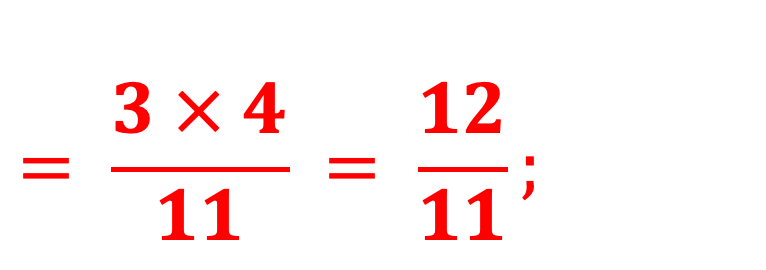 = 3 × 4 / 11 = 12 / 11 ;